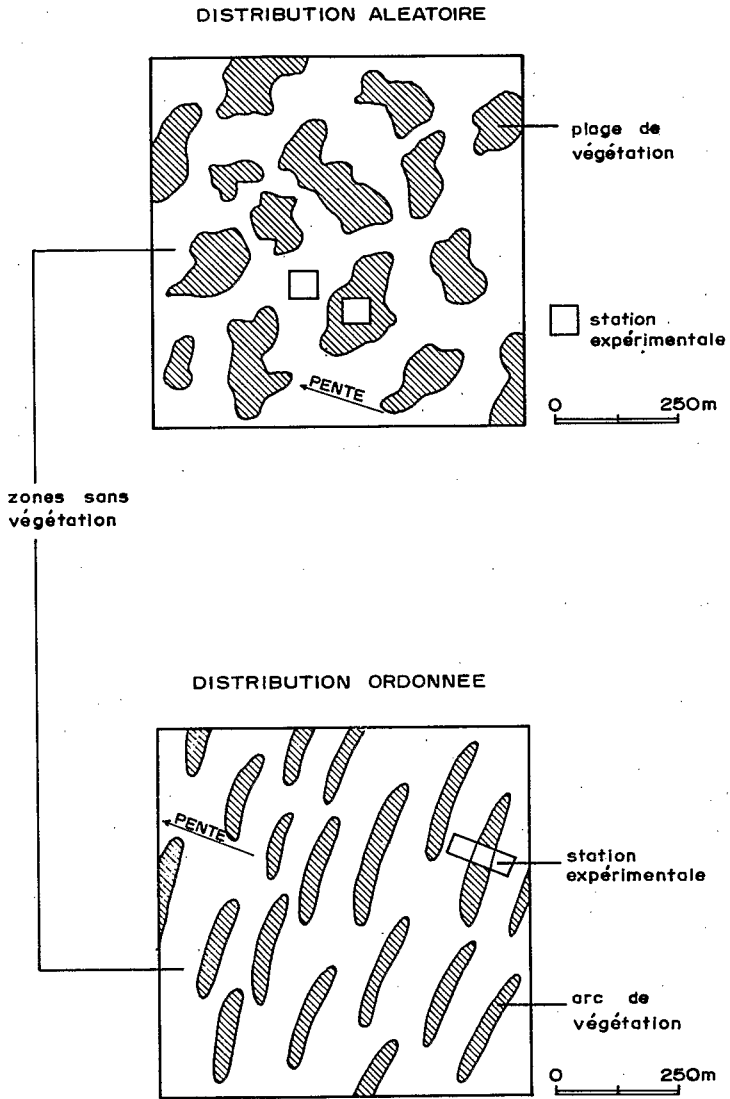 DISTRIBUTION ALEATOIRE
plage de
végétation
station
expérimentale
PENTE
0 250m
zones sans
végétation
DISTRIBUTION ORDONNEE
PENTE
station
expérimentale
arc de
végétation
0 250m